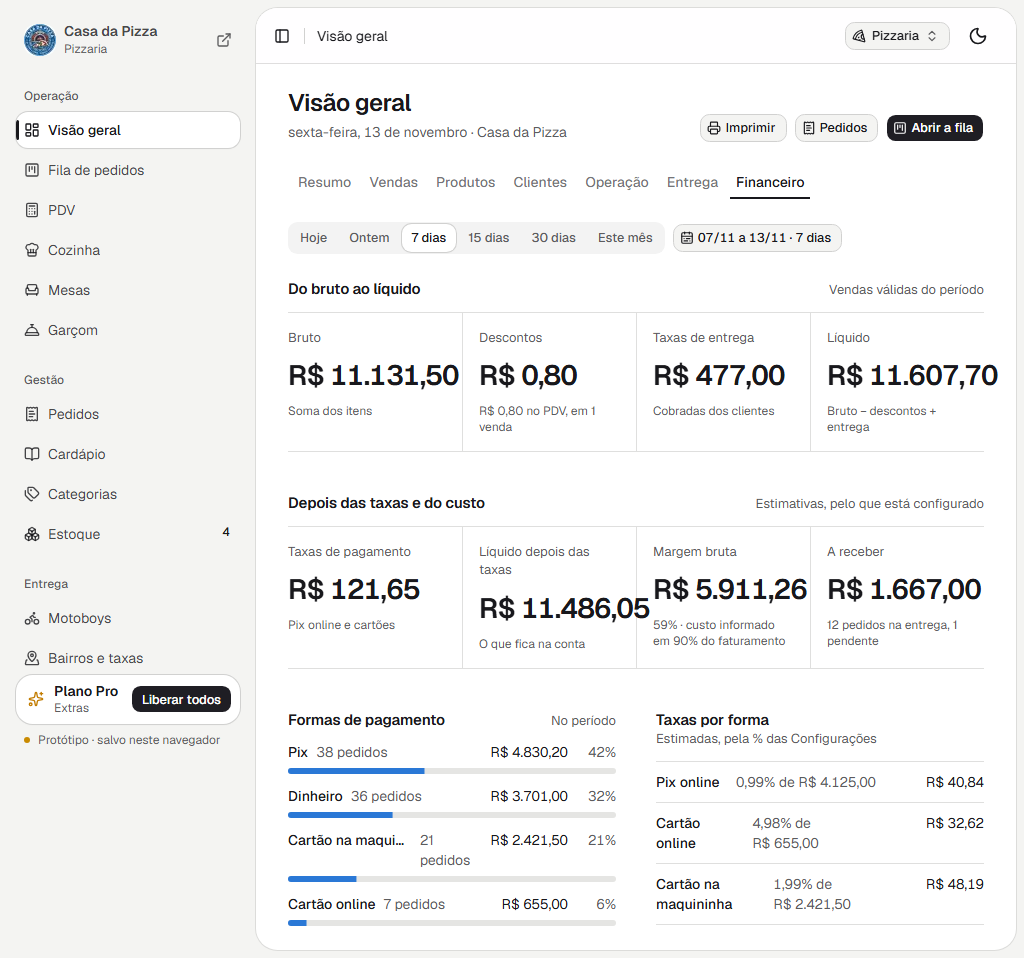 Casa da Pizza
Pizzaria
Operação
Visão geral
Fila de pedidos
PDV
Cozinha
Mesas
Garçom
Gestão
Pedidos
Cardápio
Categorias
Estoque 4
Entrega
Motoboys
Bairros e taxas
Plano Pro
Extras
Liberar todos
Protótipo · salvo neste navegador
Visão geral
Pizzaria
Visão geral
sexta-feira, 13 de novembro · Casa da Pizza
Imprimir Pedidos Abrir a fila
Resumo Vendas Produtos Clientes Operação Entrega Financeiro
Hoje Ontem 7 dias 15 dias 30 dias Este mês 07/11 a 13/11 · 7 dias
Do bruto ao líquido Vendas válidas do período
Bruto
R$ 11.131,50
Soma dos itens
Descontos
R$ 0,80
R$ 0,80 no PDV, em 1
venda
Taxas de entrega
R$ 477,00
Cobradas dos clientes
Líquido
R$ 11.607,70
Bruto – descontos +
entrega
Depois das taxas e do custo Estimativas, pelo que está configurado
Taxas de pagamento
R$ 121,65
Pix online e cartões
Líquido depois das
taxas
R$ 11.486,05
O que fica na conta
Margem bruta
R$ 5.911,26
59% · custo informado
em 90% do faturamento
A receber
R$ 1.667,00
12 pedidos na entrega, 1
pendente
Formas de pagamento No período
Pix 38 pedidos R$ 4.830,20 42%
Dinheiro 36 pedidos R$ 3.701,00 32%
Cartão na maqui... 21 pedidos R$ 2.421,50 21%
Cartão online 7 pedidos R$ 655,00 6%
Taxas por forma
Estimadas, pela % das Configurações
Pix online 0,99% de R$ 4.125,00 R$ 40,84
Cartão online 4,98% de R$ 655,00 R$ 32,62
Cartão na maquininha 1,99% de R$ 2.421,50 R$ 48,19